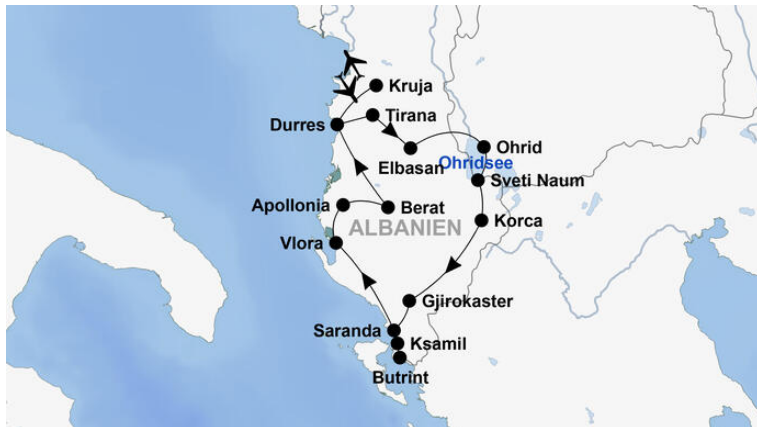 Kruja
Tirana
Durres
Ohrid
Ohridsee
Elbasan
Sveti Naum
Apollonia
Berat
Korca
ALBANIEN
Vlora
Gjirokaster
Saranda
Ksamil
Butrint